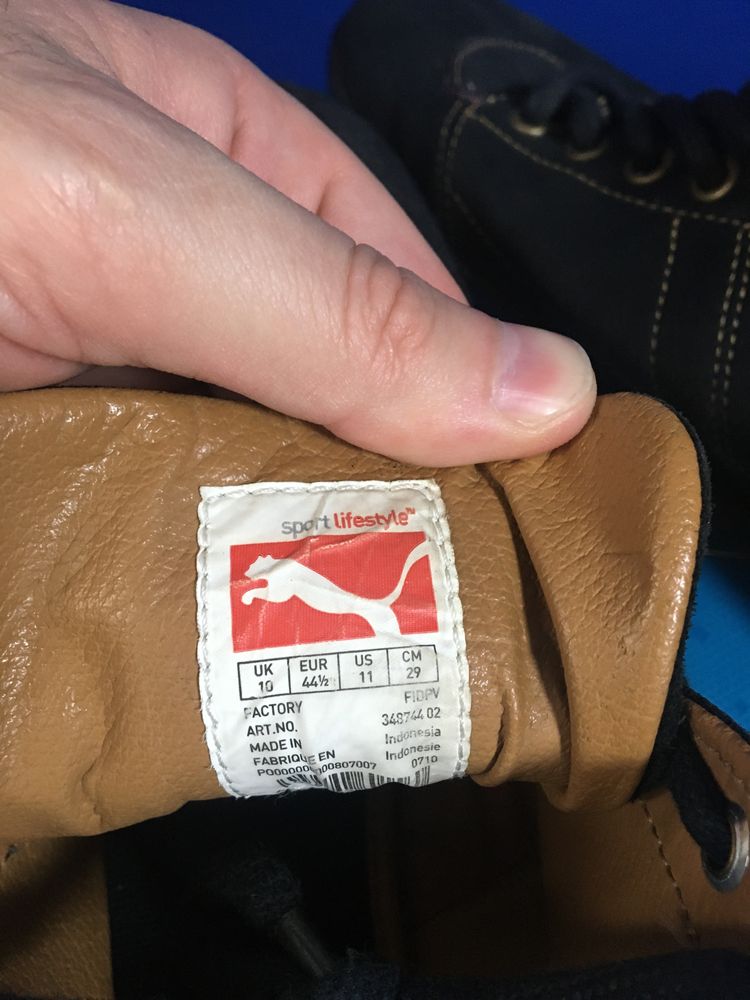 sport lifestyle™
UK EUR US CM
10 44½ 11 29
FACTORY FIDPV
ART.NO. 348744 02
MADE IN Indonesia
FABRIQUE EN Indonesie
0710